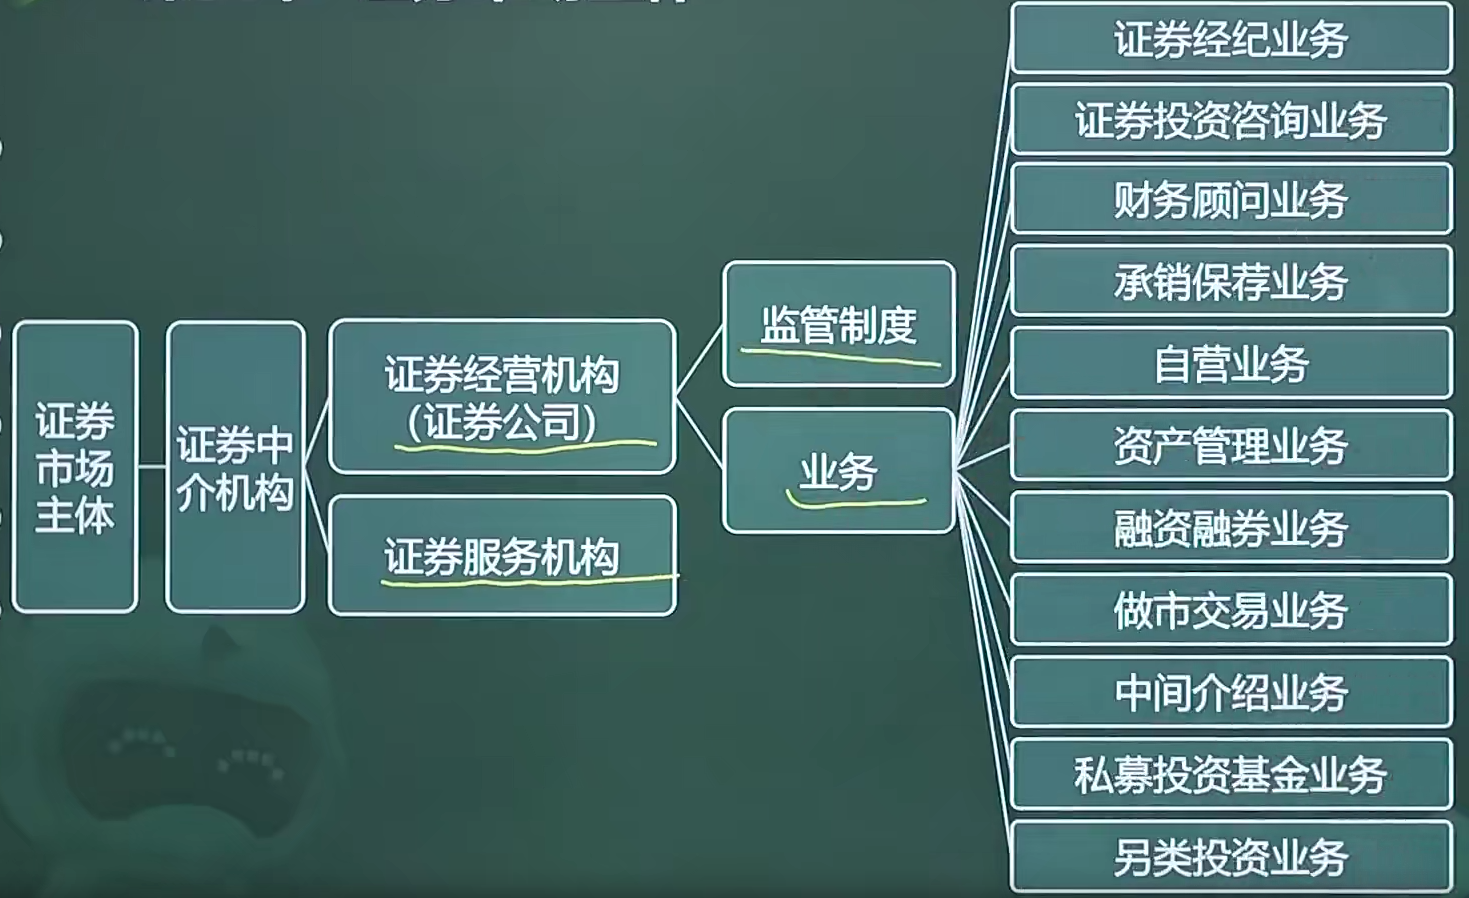 证券
市场
主体
证券中
介机构
证券经营机构
（证券公司）
证券服务机构
监管制度
业务
证券经纪业务
证券投资咨询业务
财务顾问业务
承销保荐业务
自营业务
资产管理业务
融资融券业务
做市交易业务
中间介绍业务
私募投资基金业务
另类投资业务